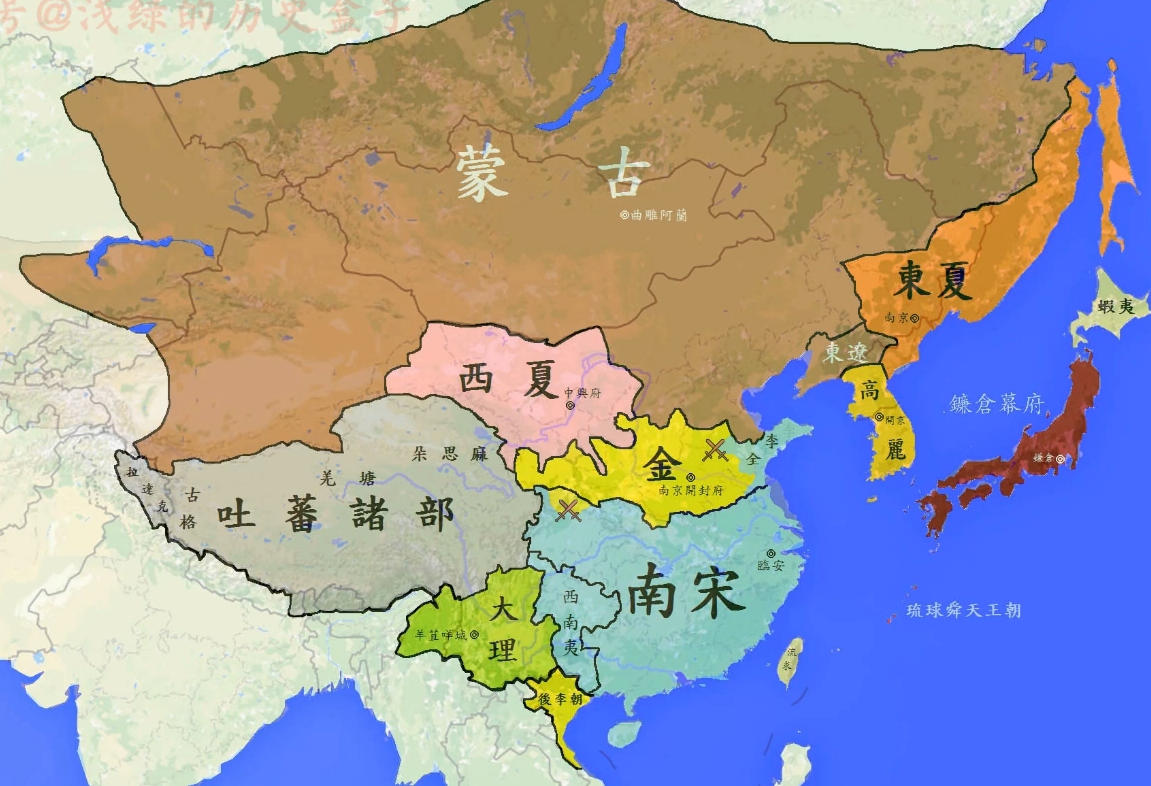 号@浅绿的历史盒子
蒙古
曲雕阿蘭
東夏
南京
蝦夷
東遼
高麗
開京
鐮倉幕府
鎌倉
西夏
中興府
李全
金
南京開封府
朵思麻
羌塘
拉達克
古格
吐蕃諸部
南宋
臨安
西南夷
大理
羊苴咩城
琉球舜天王朝
流求
後李朝